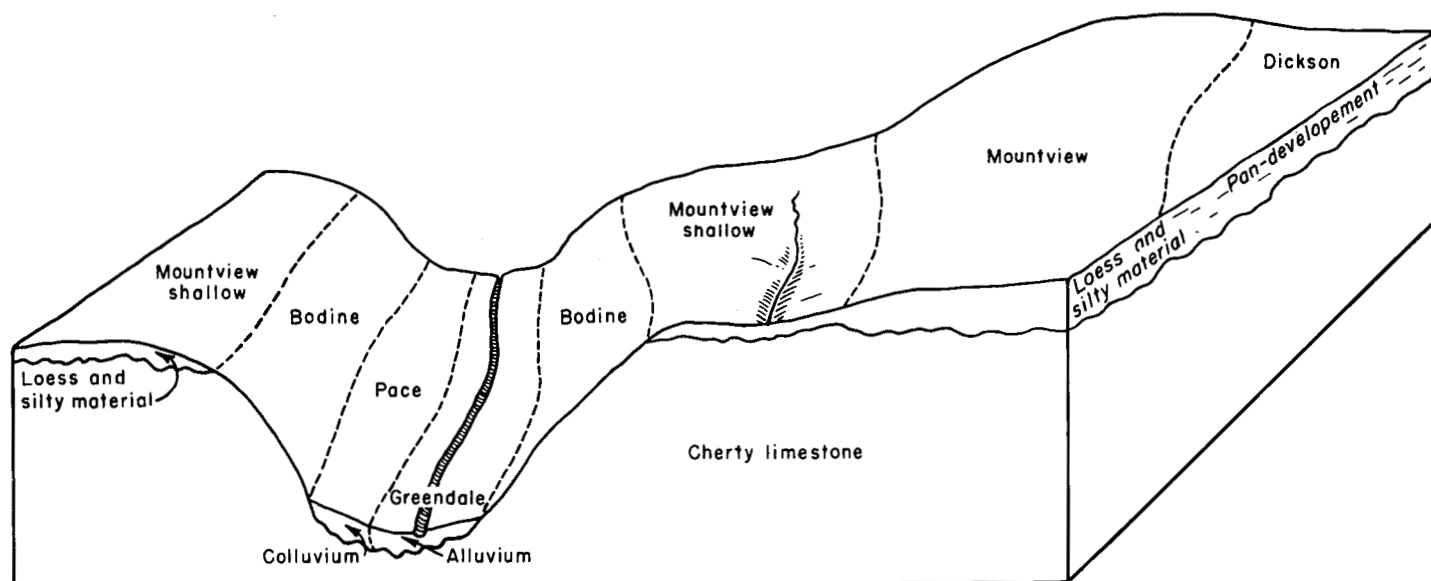 Dickson
Pan-developement
Mountview
Mountview
shallow
Loess and
silty material
Mountview
shallow
Bodine
Bodine
Loess and
silty material
Pace
Cherty limestone
Greendale
Colluvium
Alluvium